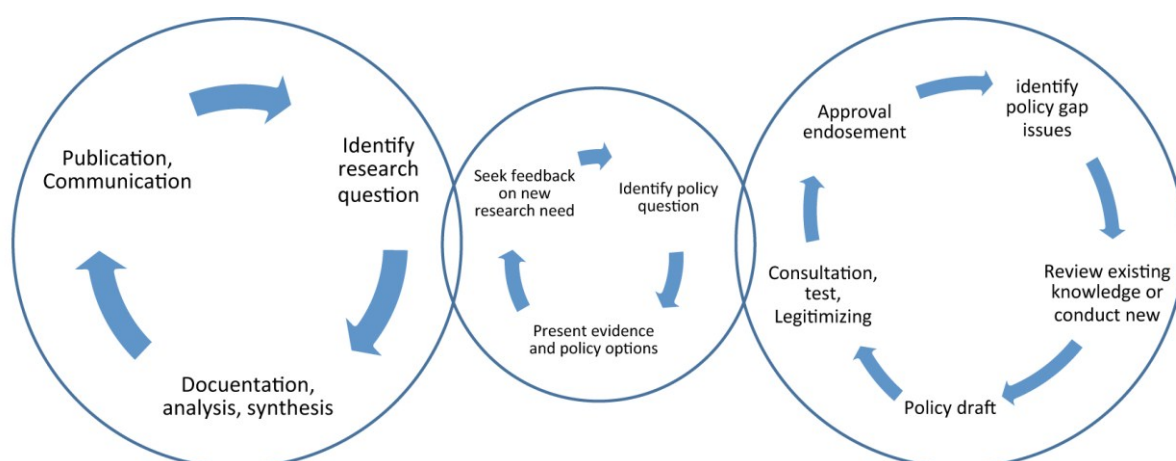 Publication,
Communication
Identify
research
question
Docuentation,
analysis, synthesis
Seek feedback
on new
research need
Identify policy
question
Present evidence
and policy options
Approval
endosement
identify
policy gap
issues
Review existing
knowledge or
conduct new
Policy draft
Consultation,
test,
Legitimizing